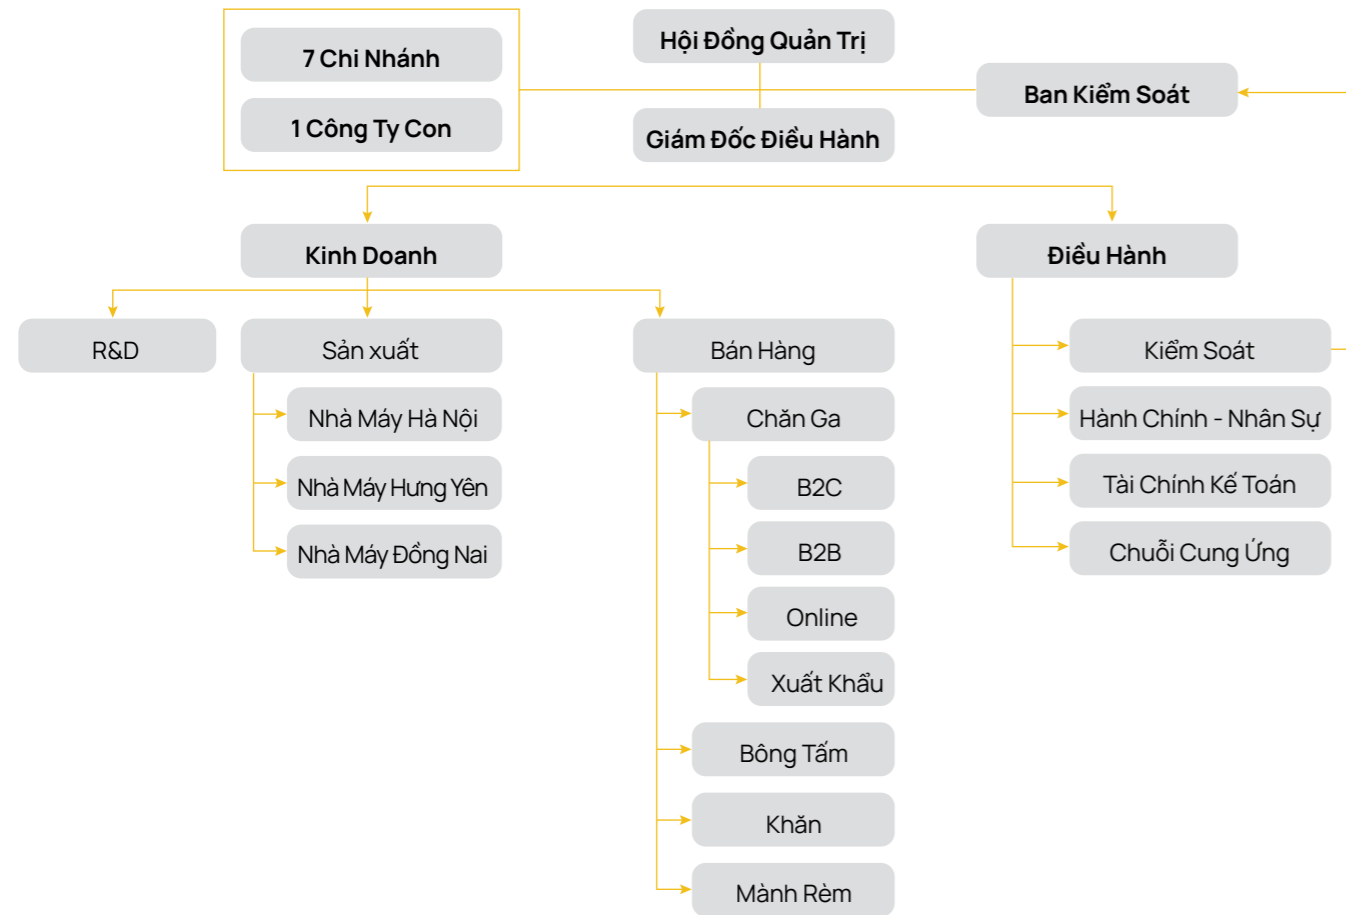 Hội Đồng Quản Trị
7 Chi Nhánh
1 Công Ty Con
Ban Kiểm Soát
Giám Đốc Điều Hành
Kinh Doanh
Điều Hành
R&D
Sản xuất
Nhà Máy Hà Nội
Nhà Máy Hưng Yên
Nhà Máy Đồng Nai
Bán Hàng
Chăn Ga
B2C
B2B
Online
Xuất Khẩu
Bông Tấm
Khăn
Mành Rèm
Kiểm Soát
Hành Chính - Nhân Sự
Tài Chính Kế Toán
Chuỗi Cung Ứng